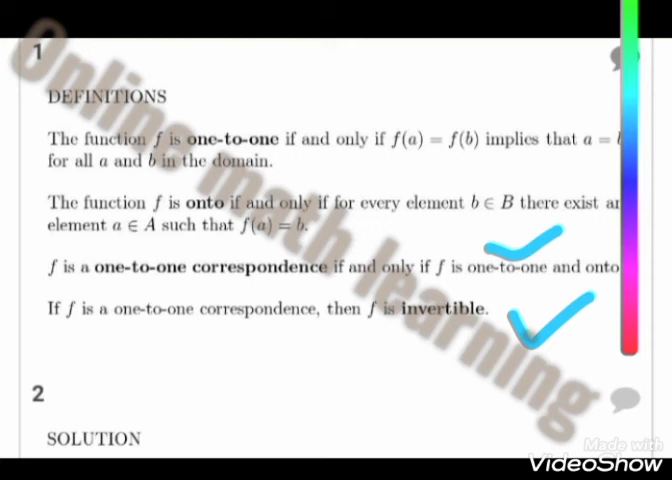 1
DEFINITIONS
The function f is one-to-one if and only if f(a) = f(b) implies that a =
for all a and b in the domain.
The function f is onto if and only if for every element b ∈ B there exist an
element a ∈ A such that f(a) = b.
f is a one-to-one correspondence if and only if f is one-to-one and onto
If f is a one-to-one correspondence, then f is invertible.
2
SOLUTION
Online math learning
Made with
VideoShow